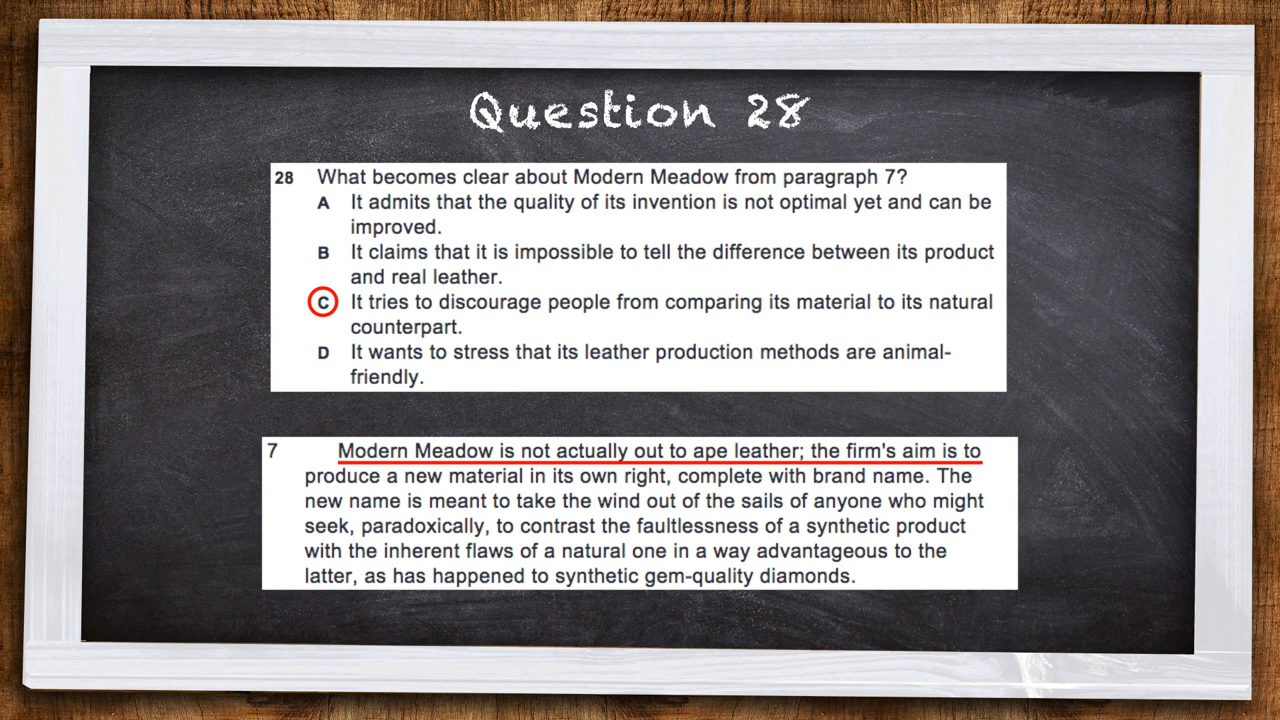 Question 28
28 What becomes clear about Modern Meadow from paragraph 7?
A It admits that the quality of its invention is not optimal yet and can be
improved.
B It claims that it is impossible to tell the difference between its product
and real leather.
C It tries to discourage people from comparing its material to its natural
counterpart.
D It wants to stress that its leather production methods are animal-
friendly.
7 Modern Meadow is not actually out to ape leather; the firm's aim is to
produce a new material in its own right, complete with brand name. The
new name is meant to take the wind out of the sails of anyone who might
seek, paradoxically, to contrast the faultlessness of a synthetic product
with the inherent flaws of a natural one in a way advantageous to the
latter, as has happened to synthetic gem-quality diamonds.